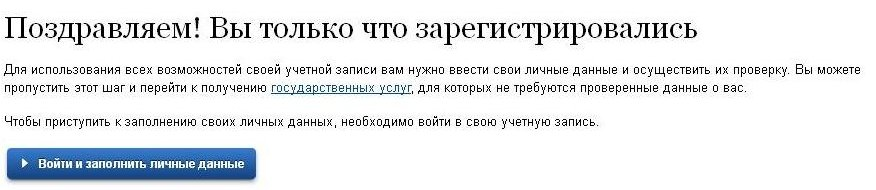 Поздравляем! Вы только что зарегистрировались
Для использования всех возможностей своей учетной записи вам нужно ввести свои личные данные и осуществить их проверку. Вы можете
пропустить этот шаг и перейти к получению государственных услуг, для которых не требуются проверенные данные о вас.
Чтобы приступить к заполнению своих личных данных, необходимо войти в свою учетную запись.
Войти и заполнить личные данные